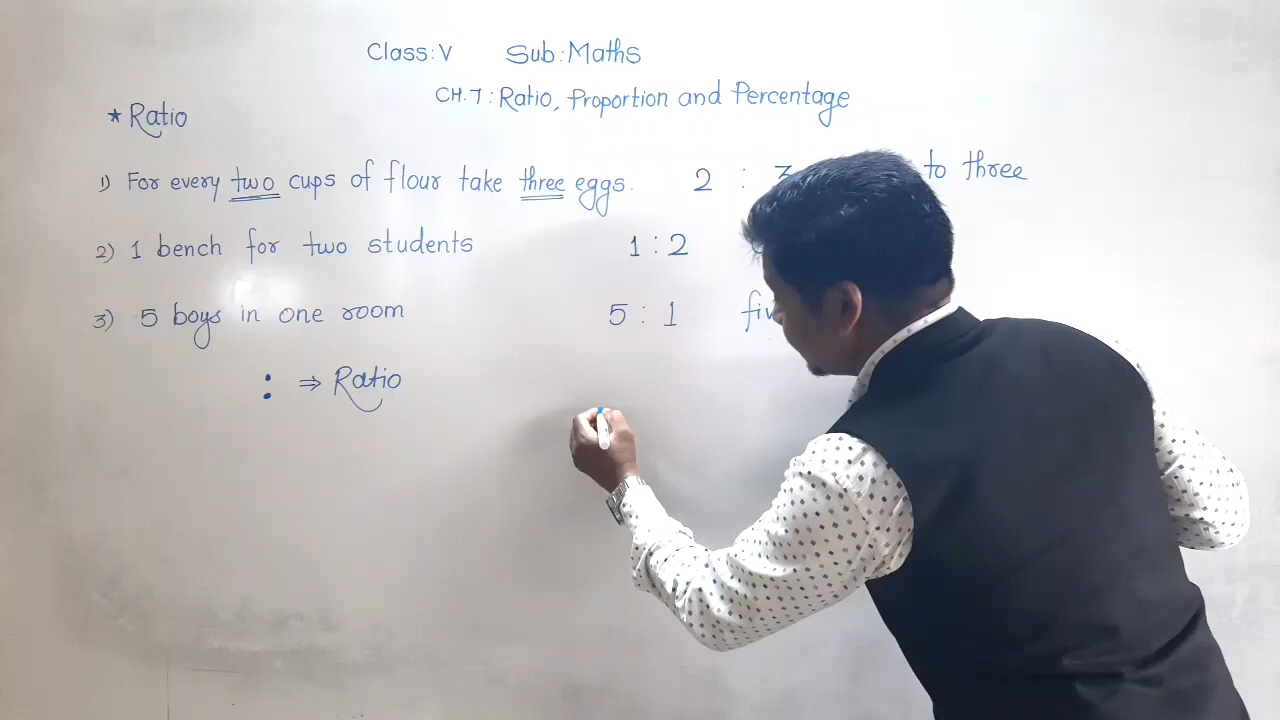 Class: V Sub: Maths
CH. 7: Ratio, Proportion and Percentage
* Ratio
1) For every two cups of flour take three eggs. 2 : 3 to three
2) 1 bench for two students 1 : 2
3) 5 boys in one room 5 : 1
: ⇒ Ratio